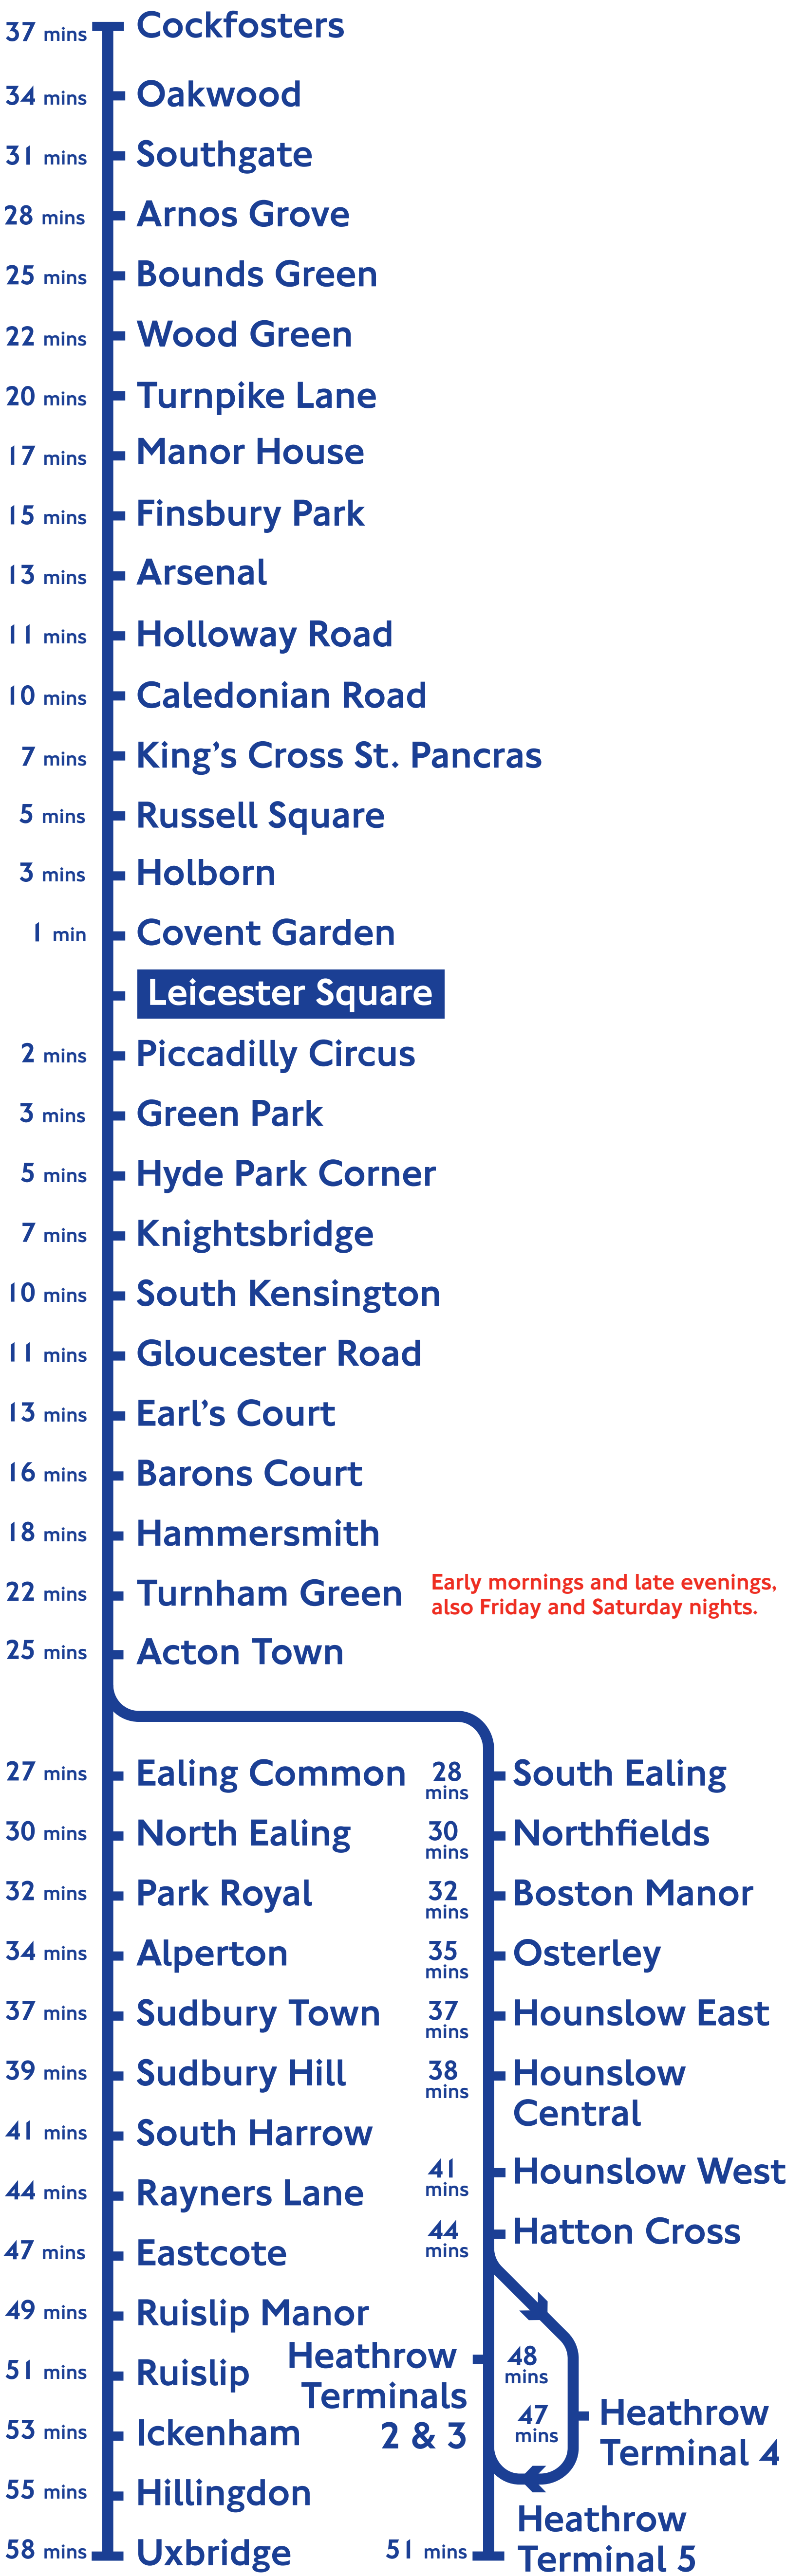 37 mins Cockfosters
34 mins Oakwood
31 mins Southgate
28 mins Arnos Grove
25 mins Bounds Green
22 mins Wood Green
20 mins Turnpike Lane
17 mins Manor House
15 mins Finsbury Park
13 mins Arsenal
11 mins Holloway Road
10 mins Caledonian Road
7 mins King's Cross St. Pancras
5 mins Russell Square
3 mins Holborn
1 min Covent Garden
Leicester Square
2 mins Piccadilly Circus
3 mins Green Park
5 mins Hyde Park Corner
7 mins Knightsbridge
10 mins South Kensington
11 mins Gloucester Road
13 mins Earl's Court
16 mins Barons Court
18 mins Hammersmith
22 mins Turnham Green
Early mornings and late evenings,
also Friday and Saturday nights.
25 mins Acton Town
27 mins Ealing Common
30 mins North Ealing
32 mins Park Royal
34 mins Alperton
37 mins Sudbury Town
39 mins Sudbury Hill
41 mins South Harrow
44 mins Rayners Lane
47 mins Eastcote
49 mins Ruislip Manor
51 mins Ruislip
53 mins Ickenham
55 mins Hillingdon
58 mins Uxbridge
28 South Ealing
mins
30 Northfields
mins
32 Boston Manor
mins
35 Osterley
mins
37 Hounslow East
mins
38 Hounslow
mins Central
41 Hounslow West
mins
44 Hatton Cross
mins
Heathrow 48
Terminals mins
2 & 3
47 Heathrow
mins Terminal 4
51 mins Heathrow
Terminal 5